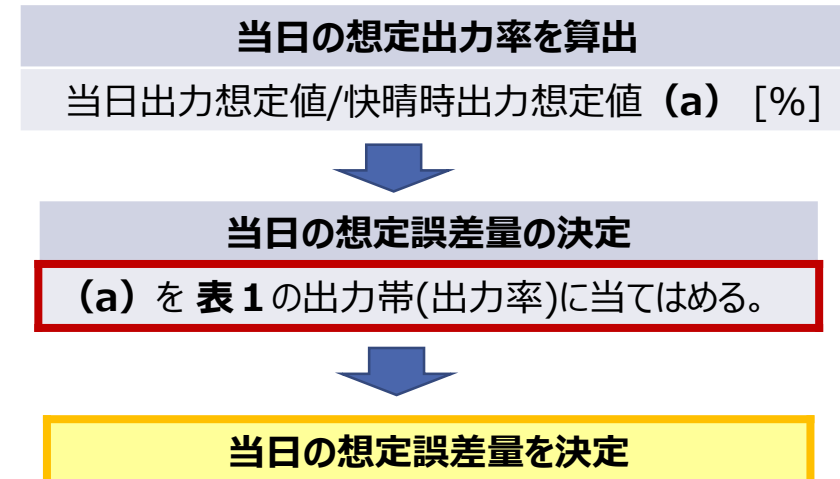 当日の想定出力率を算出
当日出力想定値/快晴時出力想定値（a） [%]
当日の想定誤差量の決定
（a）を 表１の出力帯(出力率)に当てはめる。
当日の想定誤差量を決定